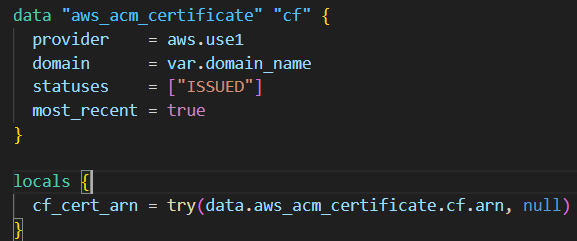 data "aws_acm_certificate" "cf" {
  provider    = aws.use1
  domain      = var.domain_name
  statuses    = ["ISSUED"]
  most_recent = true
}

locals {
  cf_cert_arn = try(data.aws_acm_certificate.cf.arn, null)
}